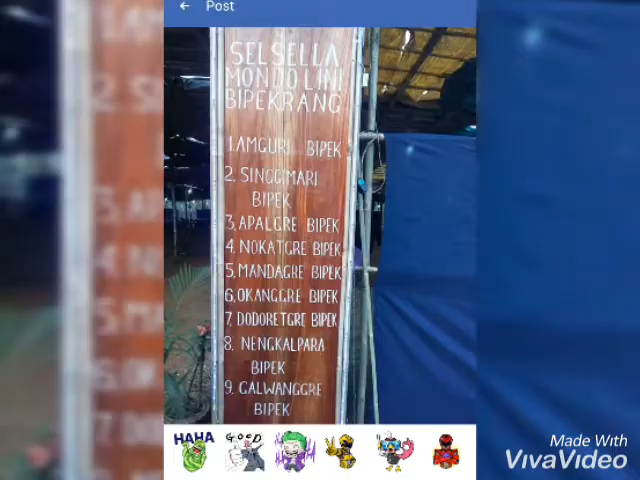 Post
SELSELLA
MONDOLINI
BIPEKRANG
1. AMGURI BIPEK
2. SINGGIMARI
BIPEK
3. APALGRE BIPEK
4. NOKATGRE BIPEK
5. MANDAGRE BIPEK
6. OKANGGRE BIPEK
7. DODORETGRE BIPEK
8. NENGKALPARA
BIPEK
9. GALWANGGRE
BIPEK
HAHA
GOOD
Made With
VivaVideo